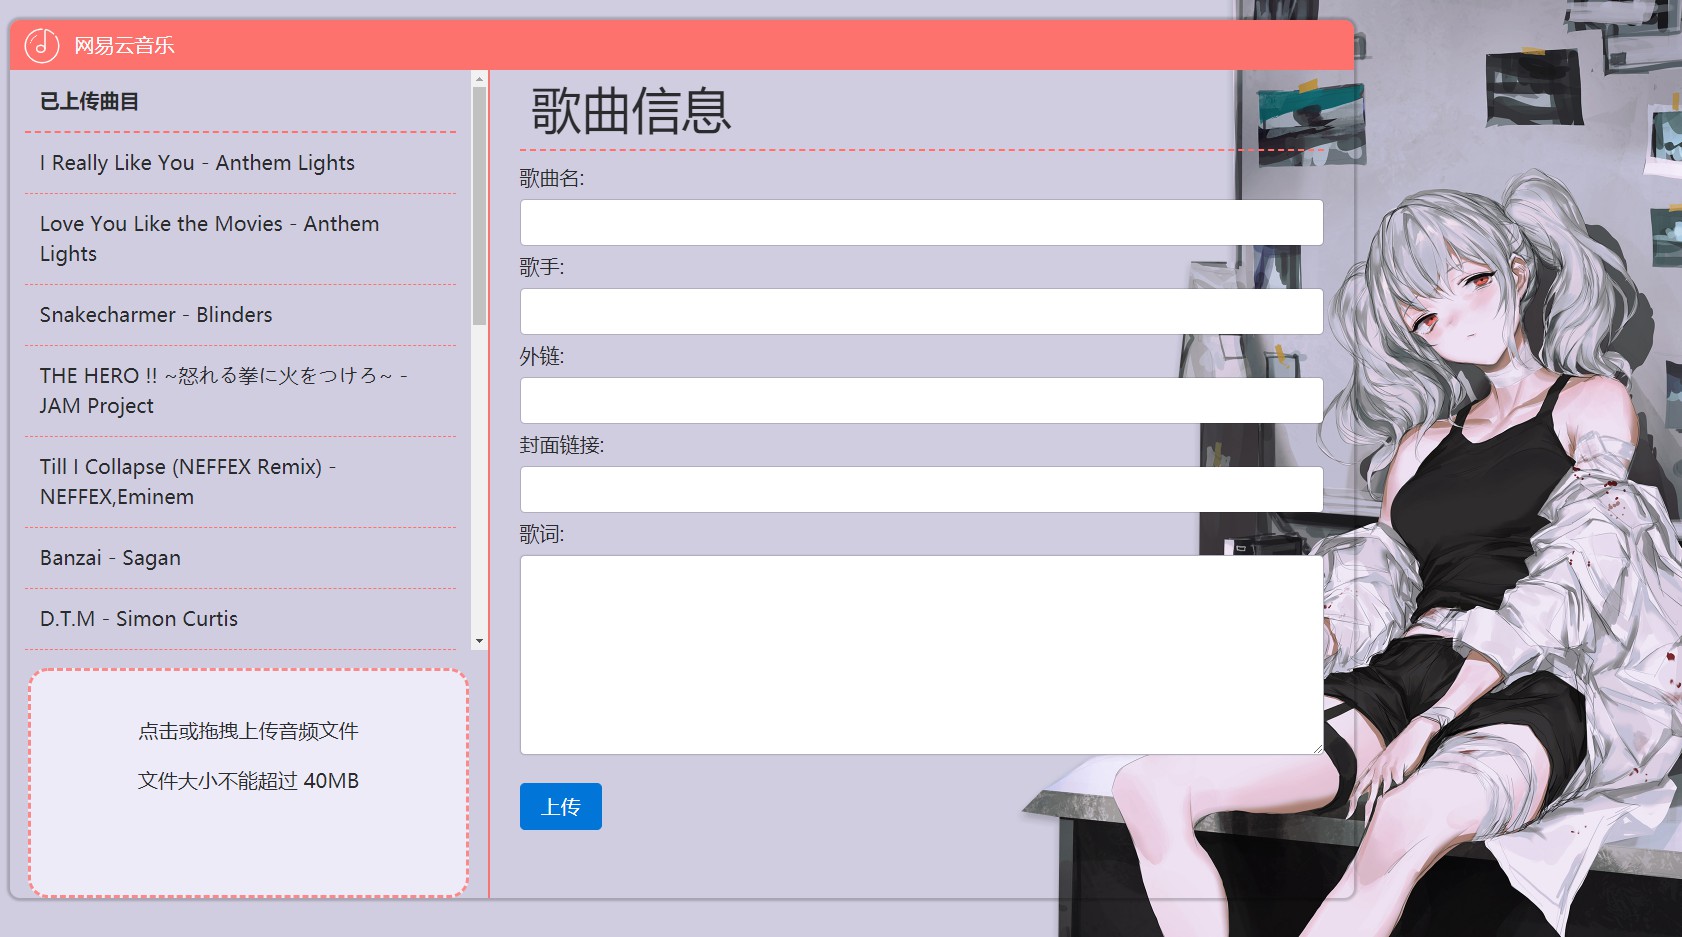 网易云音乐
已上传曲目
I Really Like You - Anthem Lights
Love You Like the Movies - Anthem
Lights
Snakecharmer - Blinders
THE HERO !! ~怒れる拳に火をつけろ~ -
JAM Project
Till I Collapse (NEFFEX Remix) -
NEFFEX,Eminem
Banzai - Sagan
D.T.M - Simon Curtis
点击或拖拽上传音频文件
文件大小不能超过 40MB
歌曲信息
歌曲名:
歌手:
外链:
封面链接:
歌词:
上传